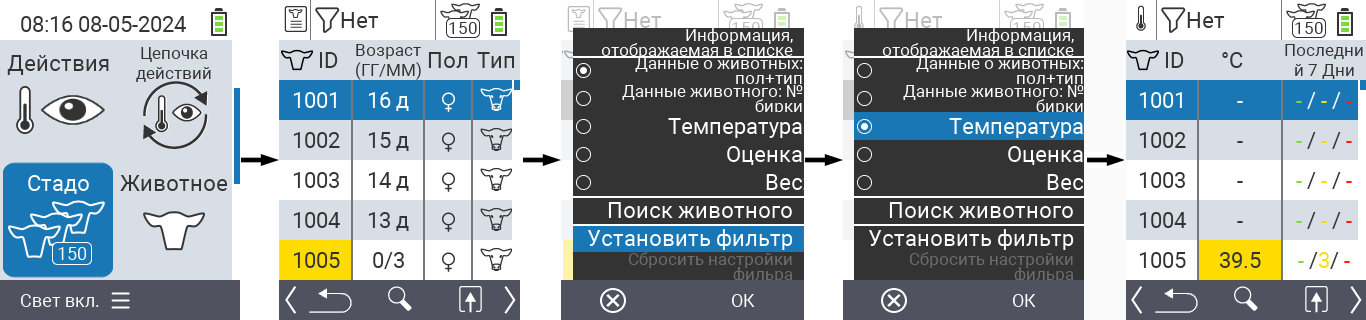 08:16 08-05-2024
Действия
Цепочка
действий
Стадо
150
Животное
Свет вкл.
Нет
150
ID
Возраст
(ГГ/ММ)
Пол
Тип
1001 16 д
1002 15 д
1003 14 д
1004 13 д
1005 0/3
Информация,
отображаемая в списке
Данные о животных:
пол+тип
Данные животного: №
бирки
Температура
Оценка
Вес
Поиск животного
Установить фильтр
Сбросить настройки
фильра
OK
Информация,
отображаемая в списке
Данные о животных:
пол+тип
Данные животного: №
бирки
Температура
Оценка
Вес
Поиск животного
Установить фильтр
Сбросить настройки
фильра
OK
Нет
150
ID
°C
Последни
й 7 Дни
1001 - - / - / -
1002 - - / - / -
1003 - - / - / -
1004 - - / - / -
1005 39.5 - /3/ -